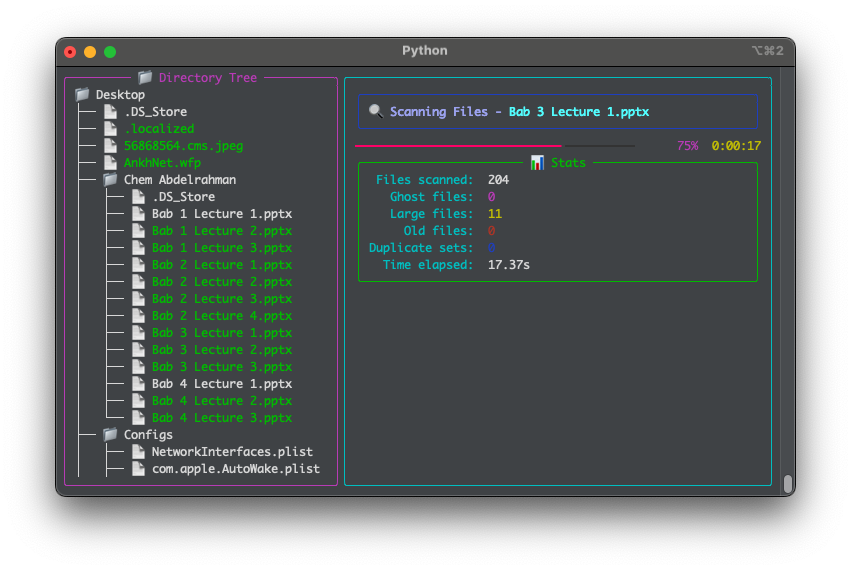 Python
⌥⌘2
Directory Tree
Desktop
.DS_Store
.localized
56868564.cms.jpeg
AnkhNet.wfp
Chem Abdelrahman
.DS_Store
Bab 1 Lecture 1.pptx
Bab 1 Lecture 2.pptx
Bab 1 Lecture 3.pptx
Bab 2 Lecture 1.pptx
Bab 2 Lecture 2.pptx
Bab 2 Lecture 3.pptx
Bab 2 Lecture 4.pptx
Bab 3 Lecture 1.pptx
Bab 3 Lecture 2.pptx
Bab 3 Lecture 3.pptx
Bab 4 Lecture 1.pptx
Bab 4 Lecture 2.pptx
Bab 4 Lecture 3.pptx
Configs
NetworkInterfaces.plist
com.apple.AutoWake.plist
Scanning Files - Bab 3 Lecture 1.pptx
75% 0:00:17
Stats
Files scanned: 204
Ghost files: 0
Large files: 11
Old files: 0
Duplicate sets: 0
Time elapsed: 17.37s